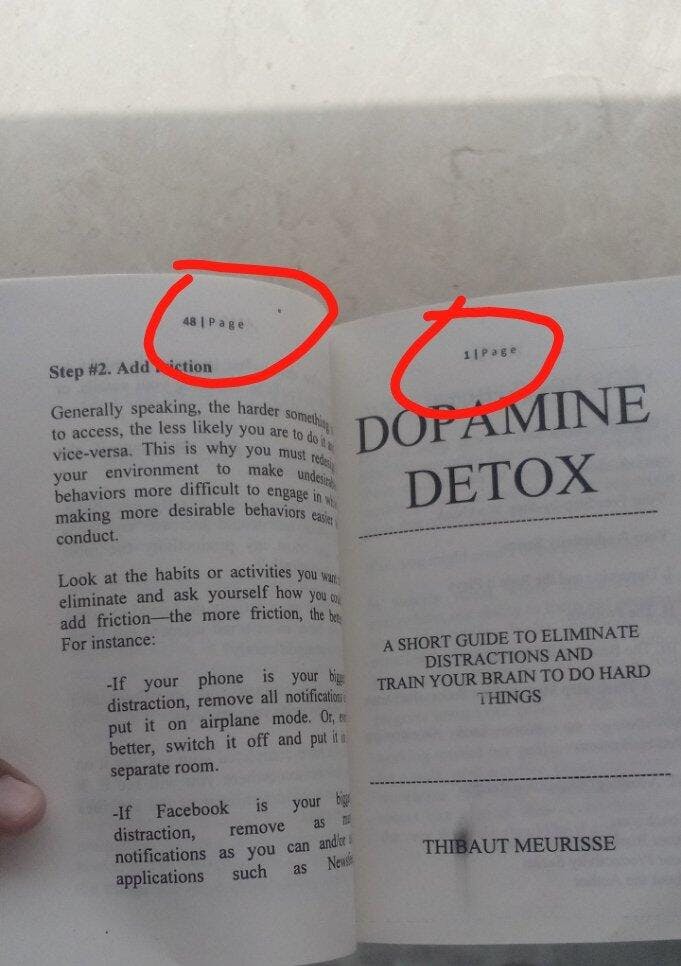 48 | Page
Step #2. Add
Generally speaking, the harder
to access, the less likely you are to do it
vice-versa. This is why you must
your environment to make
behaviors more difficult to engage in
making more desirable behaviors easier
conduct.
Look at the habits or activities you
eliminate and ask yourself how you
add friction—the more friction, the
For instance:
-If your phone is your
distraction, remove all
put it on airplane mode. Or,
better, switch it off and put it
separate room.
-If Facebook is your
distraction, remove as
notifications as you can and/or
applications such as
1 | Page
DOPAMINE
DETOX
A SHORT GUIDE TO ELIMINATE
DISTRACTIONS AND
TRAIN YOUR BRAIN TO DO HARD
THINGS
THIBAUT MEURISSE